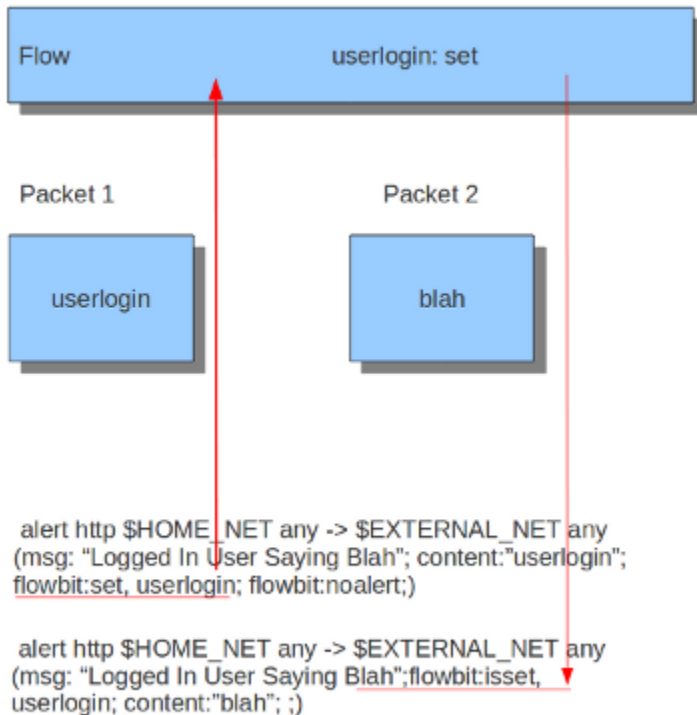 Flow userlogin: set
Packet 1 Packet 2
userlogin blah
alert http $HOME_NET any -> $EXTERNAL_NET any
(msg: “Logged In User Saying Blah”; content:”userlogin”;
flowbit:set, userlogin; flowbit:noalert;)
alert http $HOME_NET any -> $EXTERNAL_NET any
(msg: “Logged In User Saying Blah”;flowbit:isset,
userlogin; content:”blah”; ;)